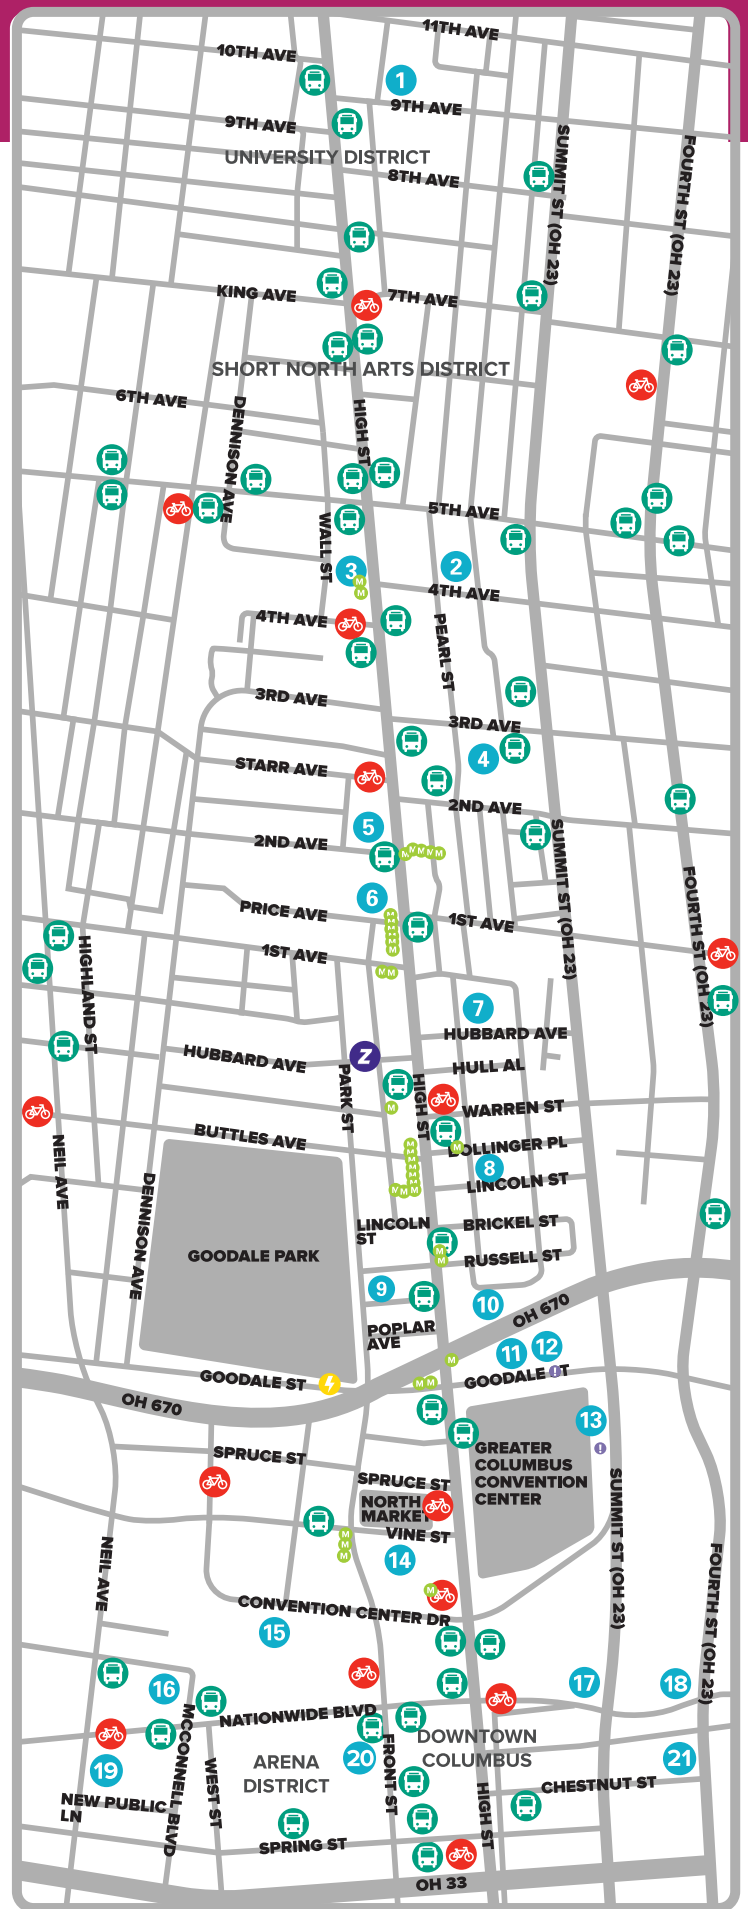 11TH AVE
10TH AVE
1
9TH AVE
9TH AVE
UNIVERSITY DISTRICT
8TH AVE
SUMMIT ST (OH 23)
FOURTH ST (OH 23)
KING AVE
7TH AVE
SHORT NORTH ARTS DISTRICT
6TH AVE
DENNISON AVE
HIGH ST
5TH AVE
WALL ST
3
2
M
M
4TH AVE
4TH AVE
PEARL ST
3RD AVE
3RD AVE
4
STARR AVE
2ND AVE
5
2ND AVE
M M M M M
SUMMIT ST (OH 23)
FOURTH ST (OH 23)
6
PRICE AVE
M
M
M
M
M
1ST AVE
1ST AVE
M M
HIGHLAND ST
7
HUBBARD AVE
HUBBARD AVE
Z
HULL AL
PARK ST
HIGH ST
M
WARREN ST
BUTTLES AVE
M
OLLINGER PL
M
M
M
M
M
M M M
8
LINCOLN ST
NEIL AVE
DENNISON AVE
LINCOLN
ST
BRICKEL ST
GOODALE PARK
M
M
RUSSELL ST
9
10
OH 670
POPLAR
AVE
11
12
M
GOODALE ST
GOODALE ST
M M
OH 670
13
GREATER
COLUMBUS
CONVENTION
CENTER
SPRUCE ST
SPRUCE ST
NORTH
MARKET
VINE ST
M
M
M
14
SUMMIT ST (OH 23)
NEIL AVE
FOURTH ST (OH 23)
M
CONVENTION CENTER DR
15
16
17
18
NATIONWIDE BLVD
MCCONNELL BLVD
WEST ST
FRONT ST
DOWNTOWN
COLUMBUS
19
20
21
ARENA
DISTRICT
HIGH ST
CHESTNUT ST
NEW PUBLIC
LN
SPRING ST
OH 33